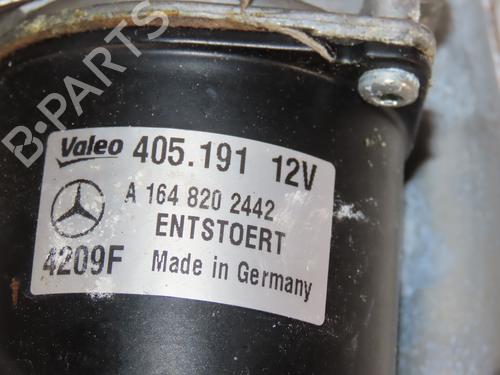 B-PARTS
Valeo 405.191 12V
A 164 820 2442
ENTSTOERT
4209F Made in Germany